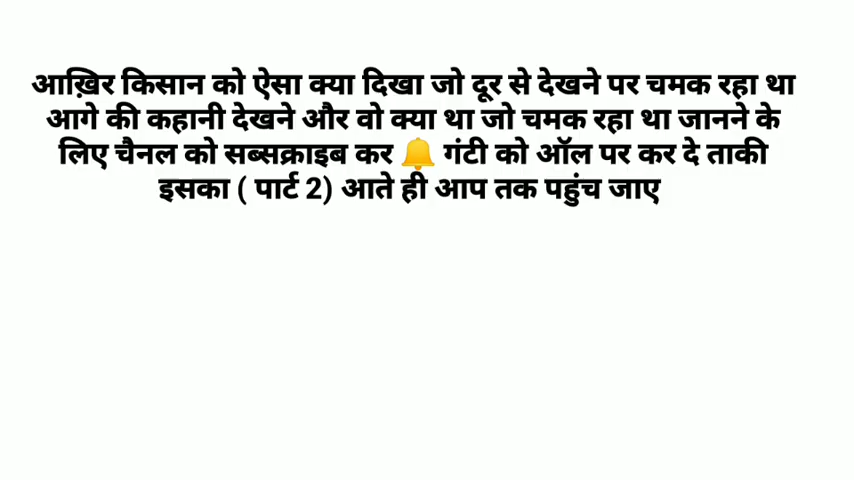 आख़िर किसान को ऐसा क्या दिखा जो दूर से देखने पर चमक रहा था
आगे की कहानी देखने और वो क्या था जो चमक रहा था जानने के
लिए चैनल को सब्सक्राइब कर 🔔 गंटी को ऑल पर कर दे ताकी
इसका ( पार्ट 2) आते ही आप तक पहुंच जाए